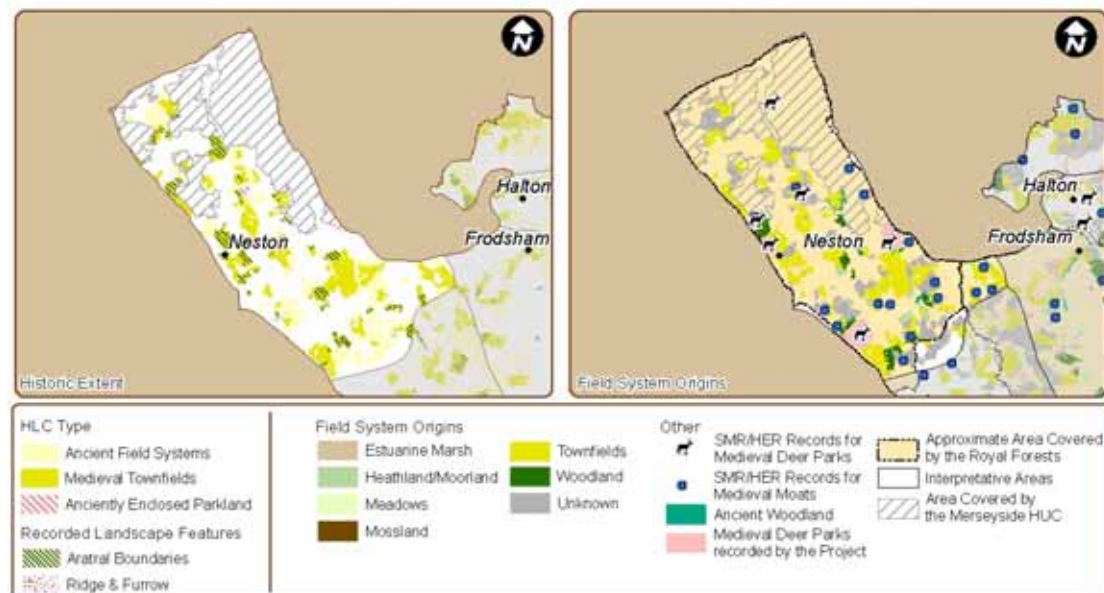 N
Neston
Halton
Frodsham
Historic Extent
N
Neston
Halton
Frodsham
Field System Origins
HLC Type
Ancient Field Systems
Medieval Townfields
Anciently Enclosed Parkland
Recorded Landscape Features
Aratral Boundaries
Ridge & Furrow
Field System Origins
Estuarine Marsh
Heathland/Moorland
Meadows
Mossland
Townfields
Woodland
Unknown
Other
SMR/HER Records for
Medieval Deer Parks
SMR/HER Records for
Medieval Moats
Ancient Woodland
Medieval Deer Parks
recorded by the Project
Approximate Area Covered
by the Royal Forests
Interpretative Areas
Area Covered by
the Merseyside HUC